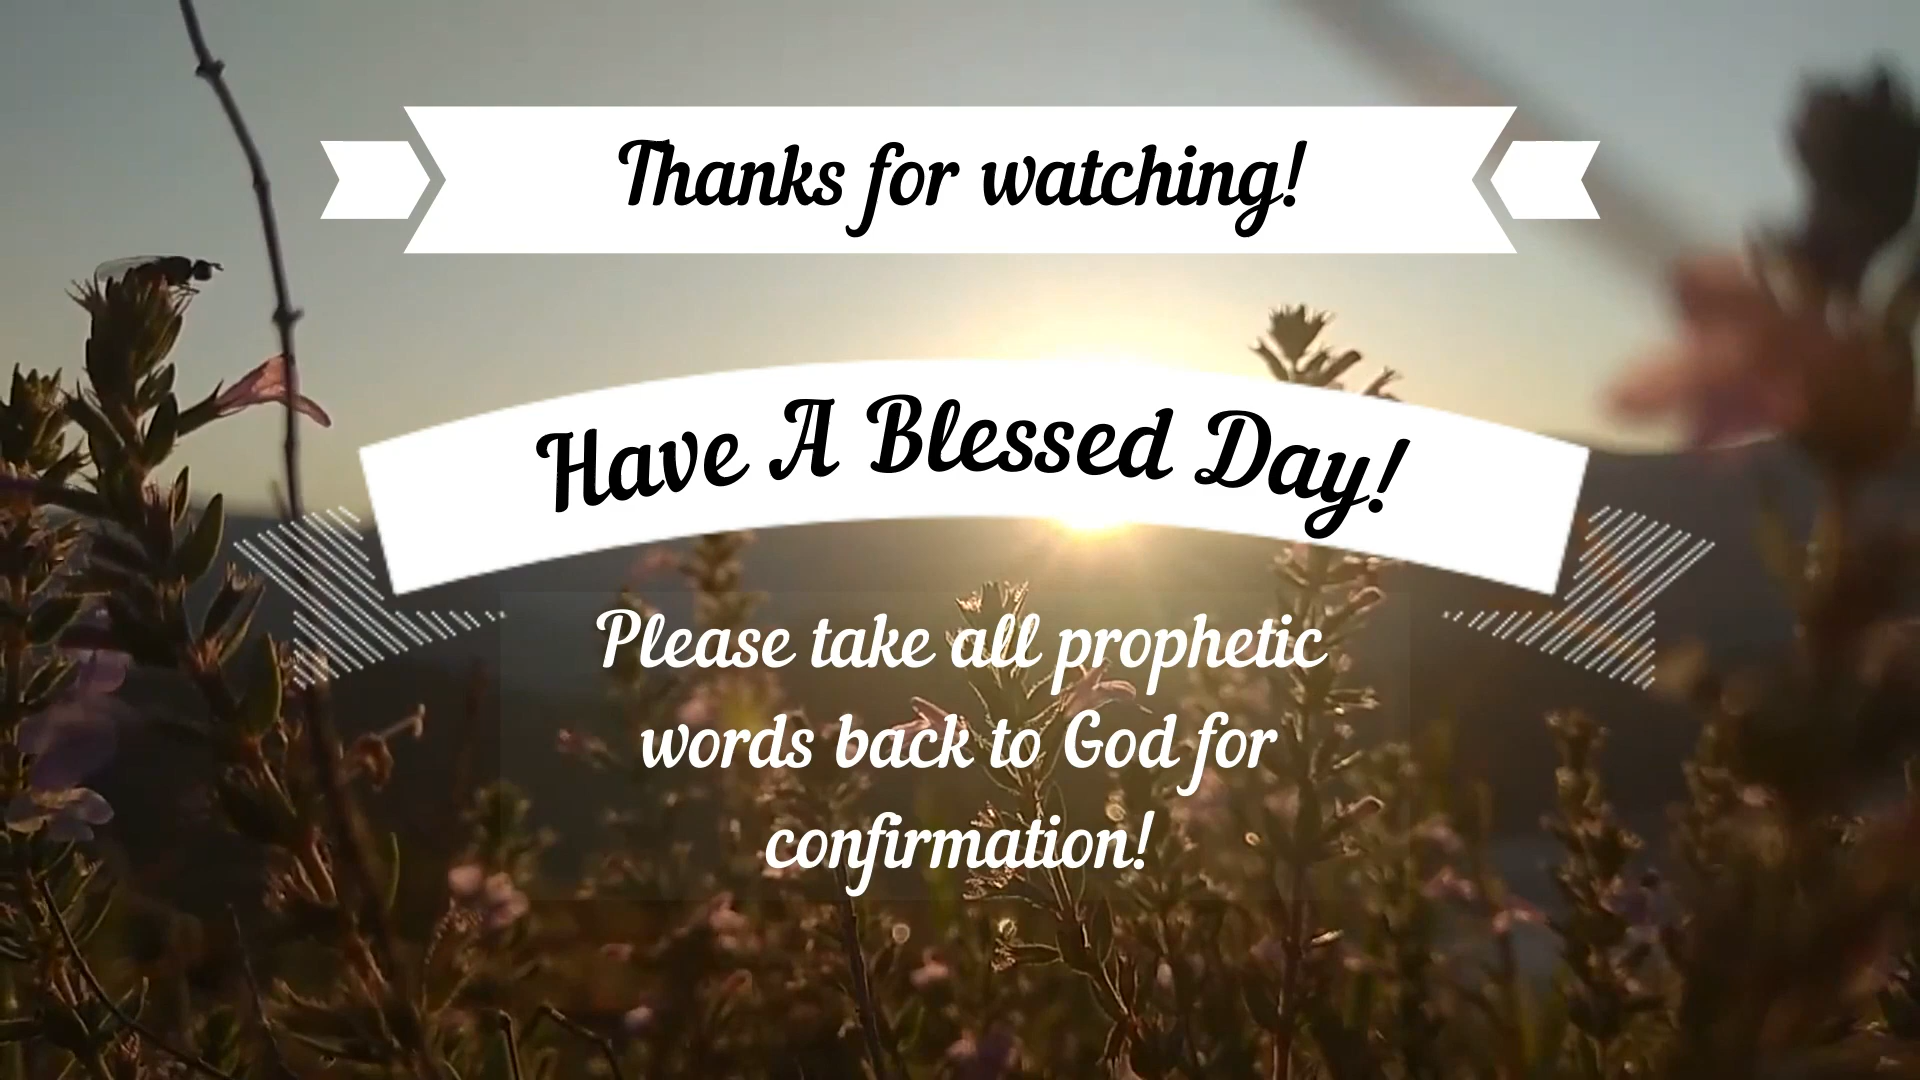 Thanks for watching!
Have A Blessed Day!
Please take all prophetic
words back to God for
confirmation!